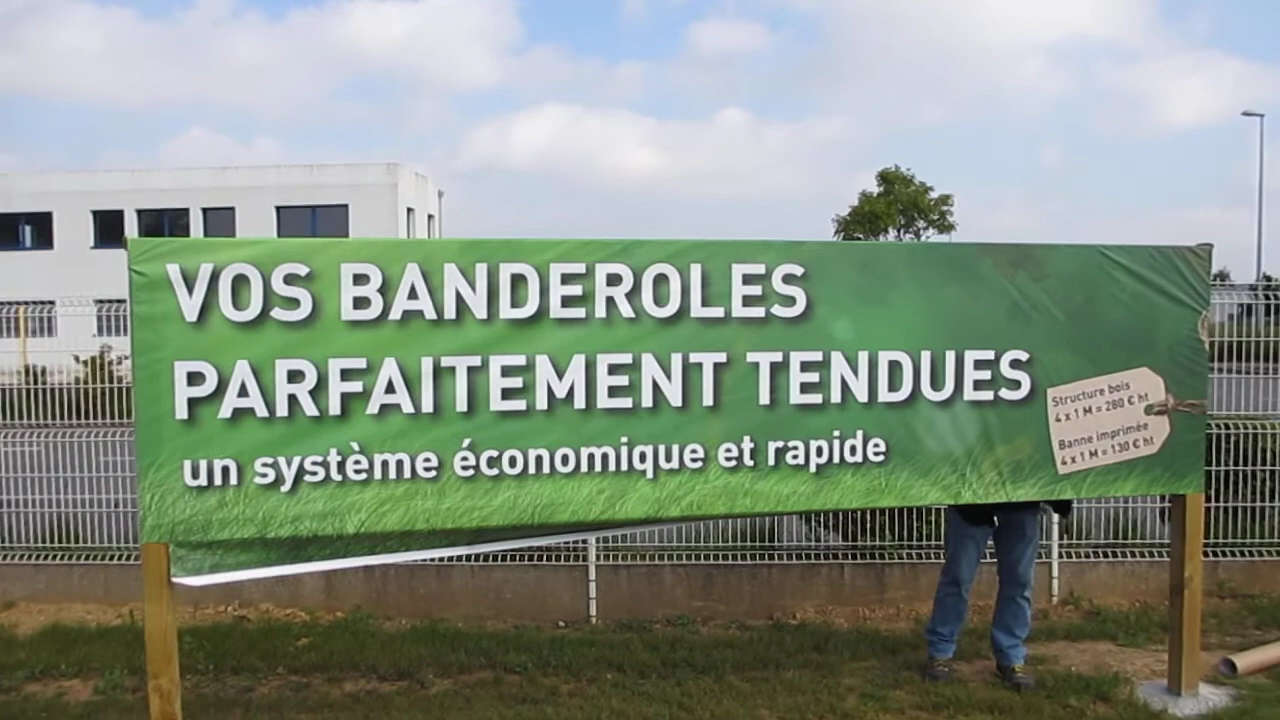 VOS BANDEROLES
PARFAITEMENT TENDUES
un système économique et rapide
Structure bois
4 x 1 M = 280 € ht
Banne imprimée
4 x 1 M = 130 € ht